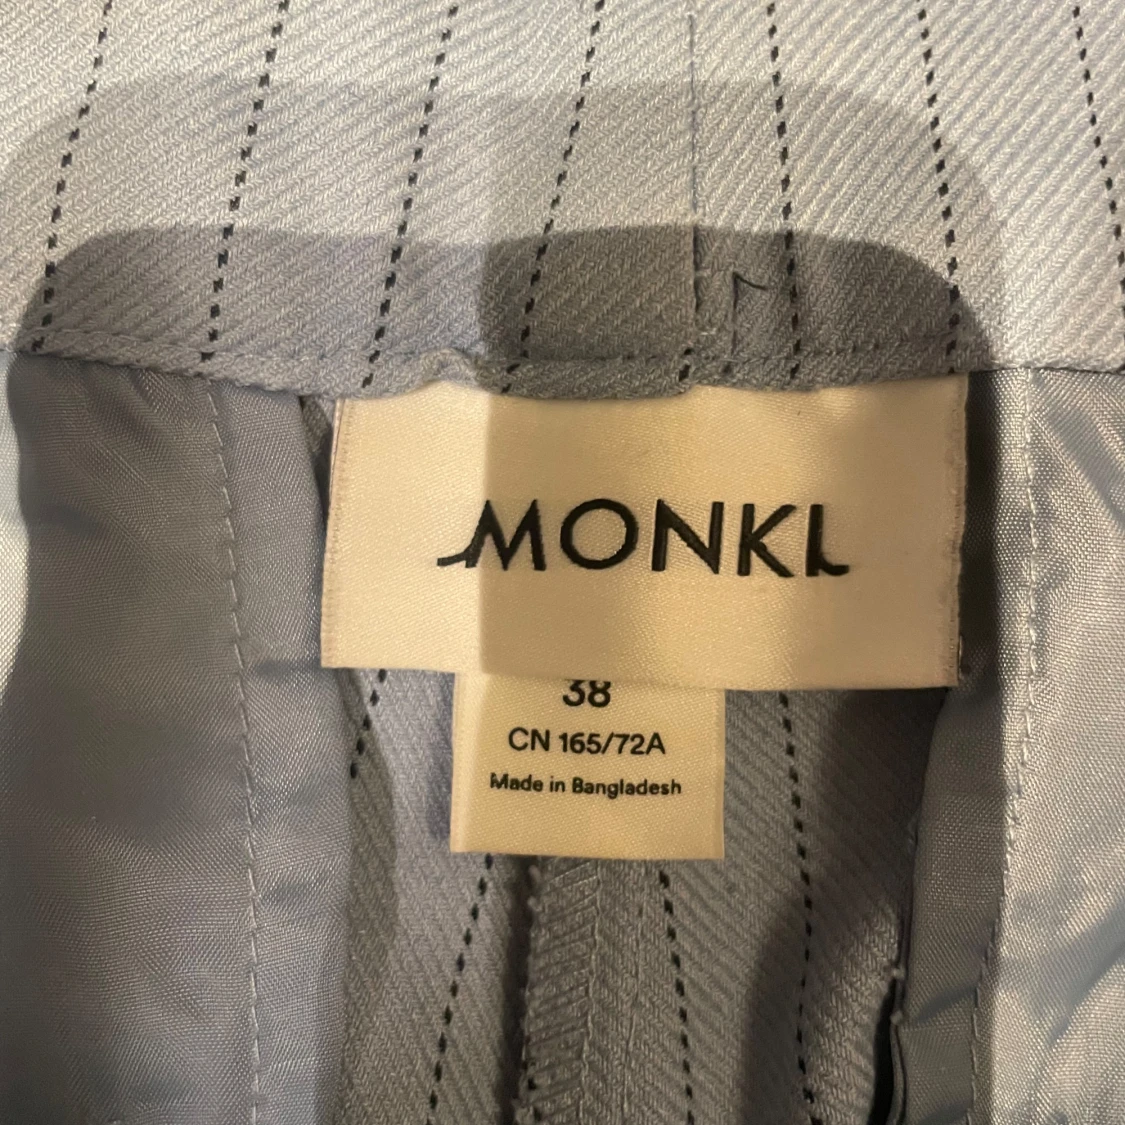 MONKI
38
CN 165/72A
Made in Bangladesh